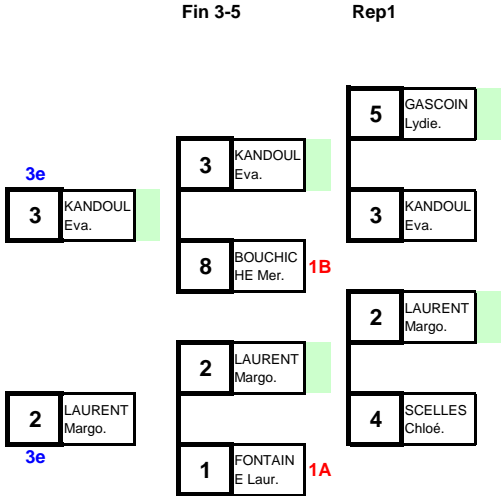 Fin 3-5 Rep1
5 GASCOIN
Lydie.
3 KANDOUL
Eva.
3e
3 KANDOUL
Eva.
3 KANDOUL
Eva.
8 BOUCHIC
HE Mer.
1B
2 LAURENT
Margo.
2 LAURENT
Margo.
2 LAURENT
Margo.
3e
4 SCELLES
Chloé.
1 FONTAIN
E Laur.
1A